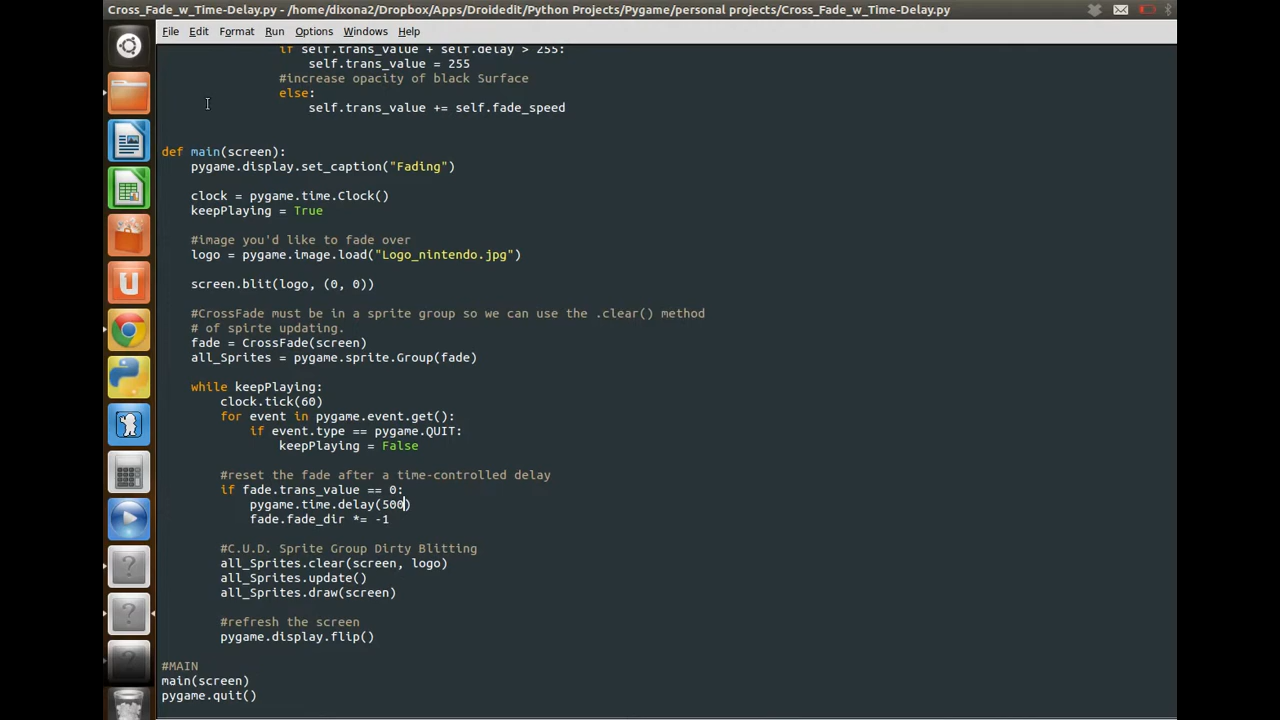 Cross_Fade_w_Time-Delay.py - /home/dixona2/Dropbox/Apps/Droidedit/Python Projects/Pygame/personal projects/Cross_Fade_w_Time-Delay.py
File Edit Format Run Options Windows Help
if self.trans_value + self.delay > 255:
self.trans_value = 255
#increase opacity of black Surface
else:
self.trans_value += self.fade_speed
def main(screen):
pygame.display.set_caption("Fading")
clock = pygame.time.Clock()
keepPlaying = True
#image you'd like to fade over
logo = pygame.image.load("Logo_nintendo.jpg")
screen.blit(logo, (0, 0))
#CrossFade must be in a sprite group so we can use the .clear() method
# of spirte updating.
fade = CrossFade(screen)
all_Sprites = pygame.sprite.Group(fade)
while keepPlaying:
clock.tick(60)
for event in pygame.event.get():
if event.type == pygame.QUIT:
keepPlaying = False
#reset the fade after a time-controlled delay
if fade.trans_value == 0:
pygame.time.delay(500)
fade.fade_dir *= -1
#C.U.D. Sprite Group Dirty Blitting
all_Sprites.clear(screen, logo)
all_Sprites.update()
all_Sprites.draw(screen)
#refresh the screen
pygame.display.flip()
#MAIN
main(screen)
pygame.quit()